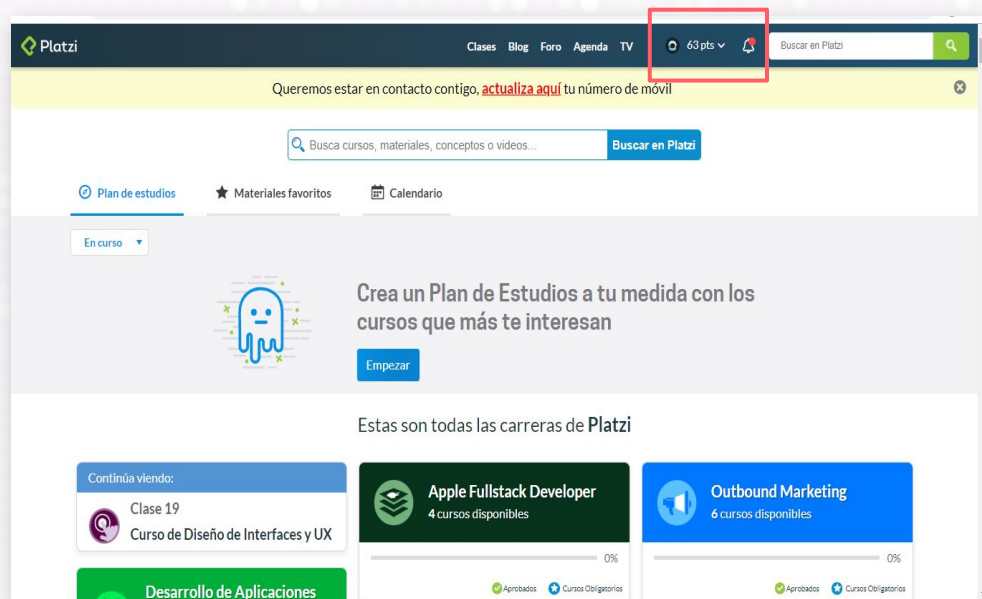 Platzi
Clases Blog Foro Agenda TV 63 pts Buscar en Platzi
Queremos estar en contacto contigo, actualiza aquí tu número de móvil
Busca cursos, materiales, conceptos o videos... Buscar en Platzi
Plan de estudios Materiales favoritos Calendario
En curso
Crea un Plan de Estudios a tu medida con los
cursos que más te interesan
Empezar
Estas son todas las carreras de Platzi
Continúa viendo:
Clase 19
Curso de Diseño de Interfaces y UX
Apple Fullstack Developer
4 cursos disponibles
0%
Aprobados Cursos Obligatorios
Outbound Marketing
6 cursos disponibles
0%
Aprobados Cursos Obligatorios
Desarrollo de Aplicaciones